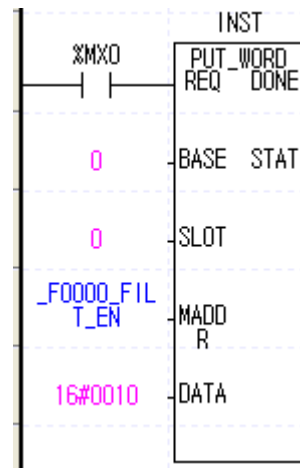 INST
%MX0
PUT_WORD
REQ DONE
0
BASE STAT
0
SLOT
_F0000_FIL
T_EN
MADD
R
16#0010
DATA